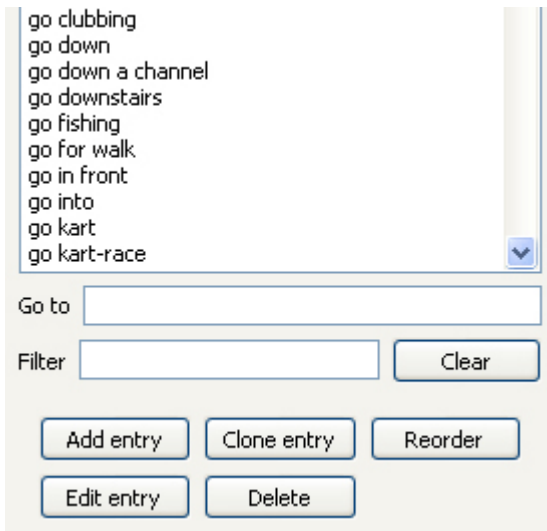 go clubbing
go down
go down a channel
go downstairs
go fishing
go for walk
go in front
go into
go kart
go kart-race
Go to
Filter Clear
Add entry Clone entry Reorder
Edit entry Delete